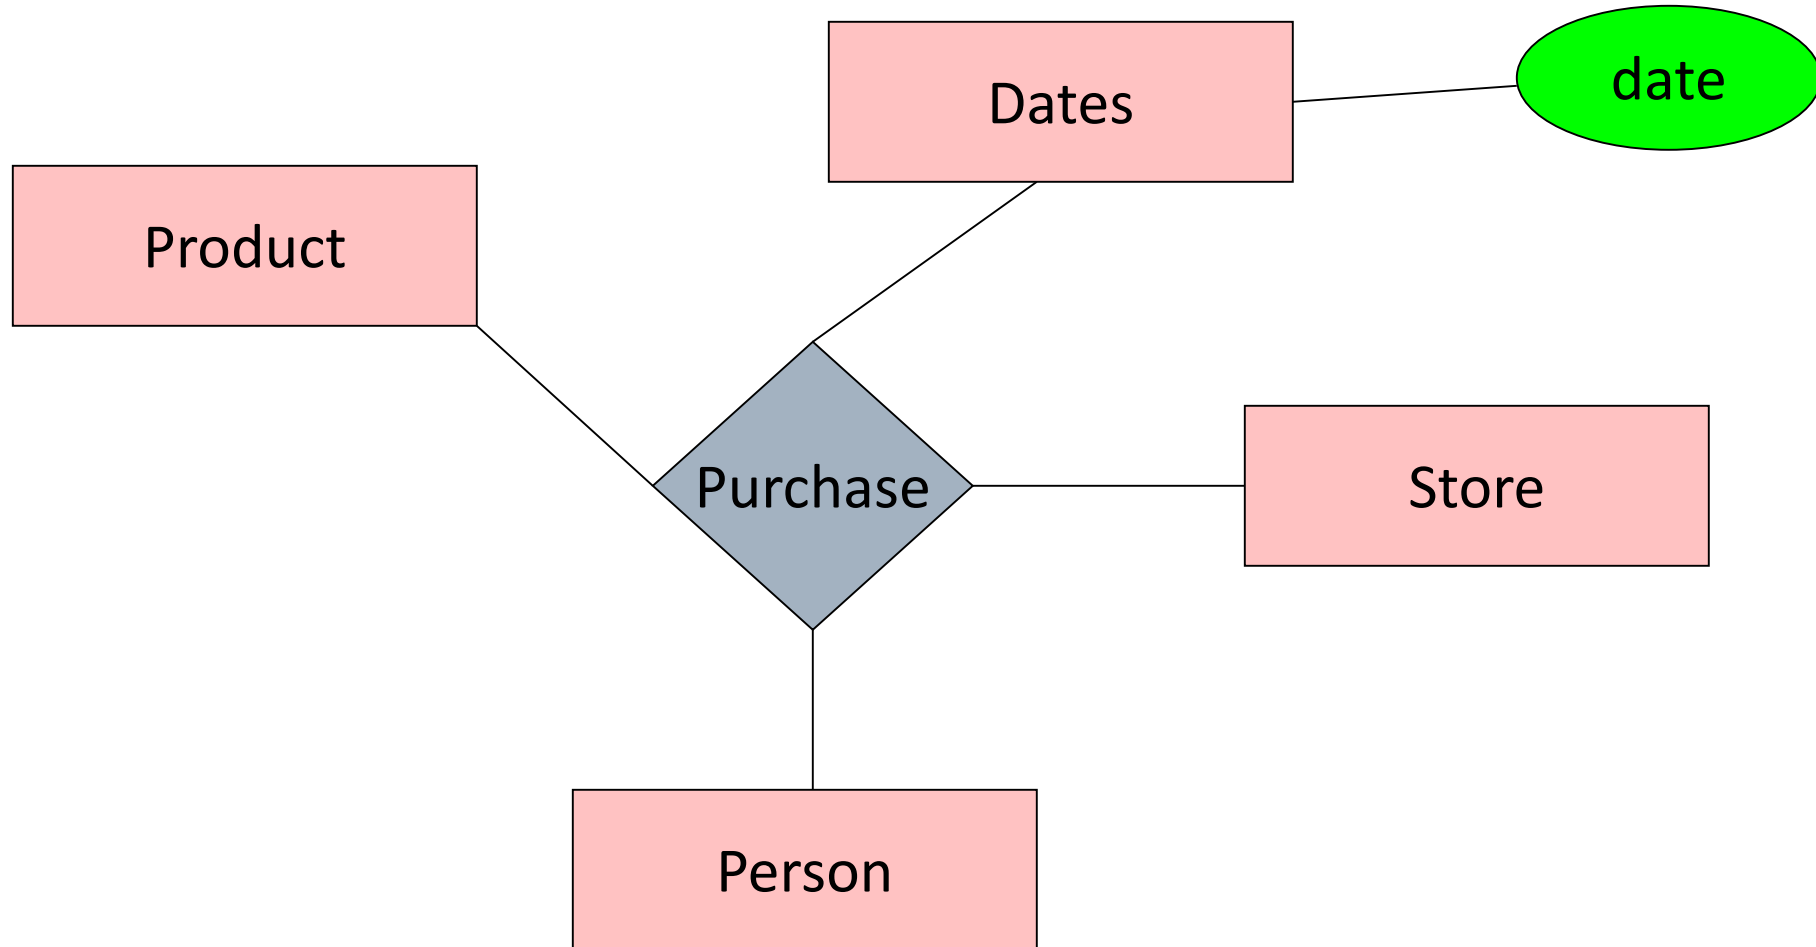 Dates
date
Product
Purchase
Store
Person